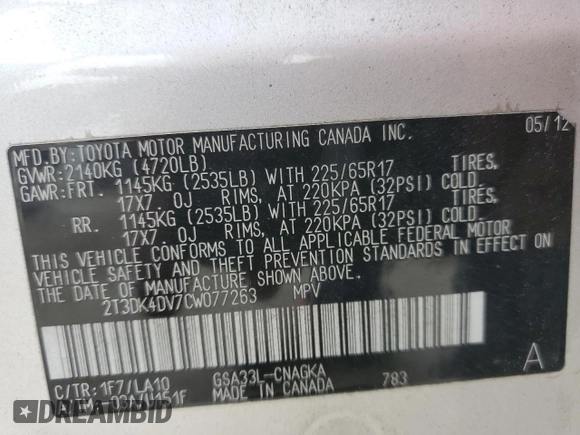 MFD.BY: TOYOTA MOTOR MANUFACTURING CANADA INC. 05/12
GVWR: 2140KG (4720LB)
GAWR: FRT. 1145KG (2535LB) WITH 225/65R17 TIRES,
17X7 0J RIMS, AT 220KPA (32PSI) COLD.
RR. 1145KG (2535LB) WITH 225/65R17 TIRES,
17X7 0J RIMS, AT 220KPA (32PSI) COLD.
THIS VEHICLE CONFORMS TO ALL APPLICABLE FEDERAL MOTOR
VEHICLE SAFETY AND THEFT PREVENTION STANDARDS IN EFFECT ON
THE DATE OF MANUFACTURE SHOWN ABOVE.
2T3DK4DV7CW077263 MPV
A
C/TR: 1F7/LA10 GSA33L-CNAGKA
MADE IN CANADA 783
AUTO.HISTORY